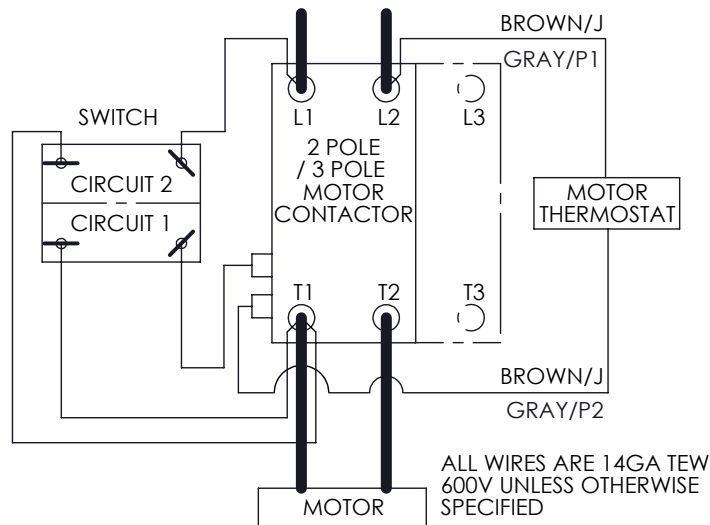 BROWN/J
GRAY/P1
L1
L2
L3
SWITCH
2 POLE
/ 3 POLE
MOTOR
CONTACTOR
CIRCUIT 2
CIRCUIT 1
MOTOR
THERMOSTAT
T1
T2
T3
BROWN/J
GRAY/P2
ALL WIRES ARE 14GA TEW
600V UNLESS OTHERWISE
SPECIFIED
MOTOR